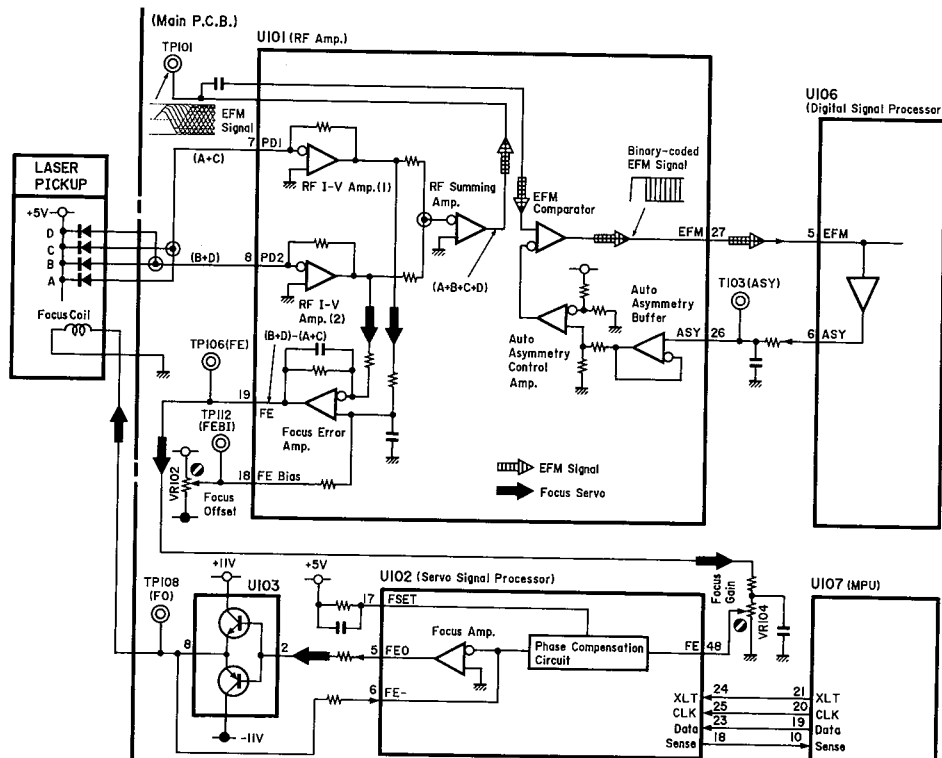 (Main P.C.B.)
TP101
U101 (RF Amp.)
EFM
Signal
7
PD1
(A+C)
RF I-V Amp.(1)
RF Summing
Amp.
EFM
Comparator
Binary-coded
EFM Signal
U106
(Digital Signal Processor)
LASER
PICKUP
+5V
D
C
B
A
(B+D)
8
PD2
RF I-V
Amp.(2)
(A+B+C+D)
EFM
27
5
EFM
T103(ASY)
Focus Coil
(B+D)-(A+C)
TP106(FE)
19
FE
Focus Error
Amp.
Auto
Asymmetry
Control
Amp.
Auto
Asymmetry
Buffer
ASY
26
6
ASY
TP112
(FEBI)
VR102
Focus
Offset
18
FE Bias
EFM Signal
Focus Servo
TP108
(FO)
+11V
U103
8
2
-11V
+5V
U102 (Servo Signal Processor)
17
FSET
Focus Amp.
5
FEO
6
FE-
Phase Compensation
Circuit
FE
48
Focus
Gain
VR104
U107 (MPU)
XLT
24
21
XLT
CLK
25
20
CLK
Data
23
19
Data
Sense
18
10
Sense